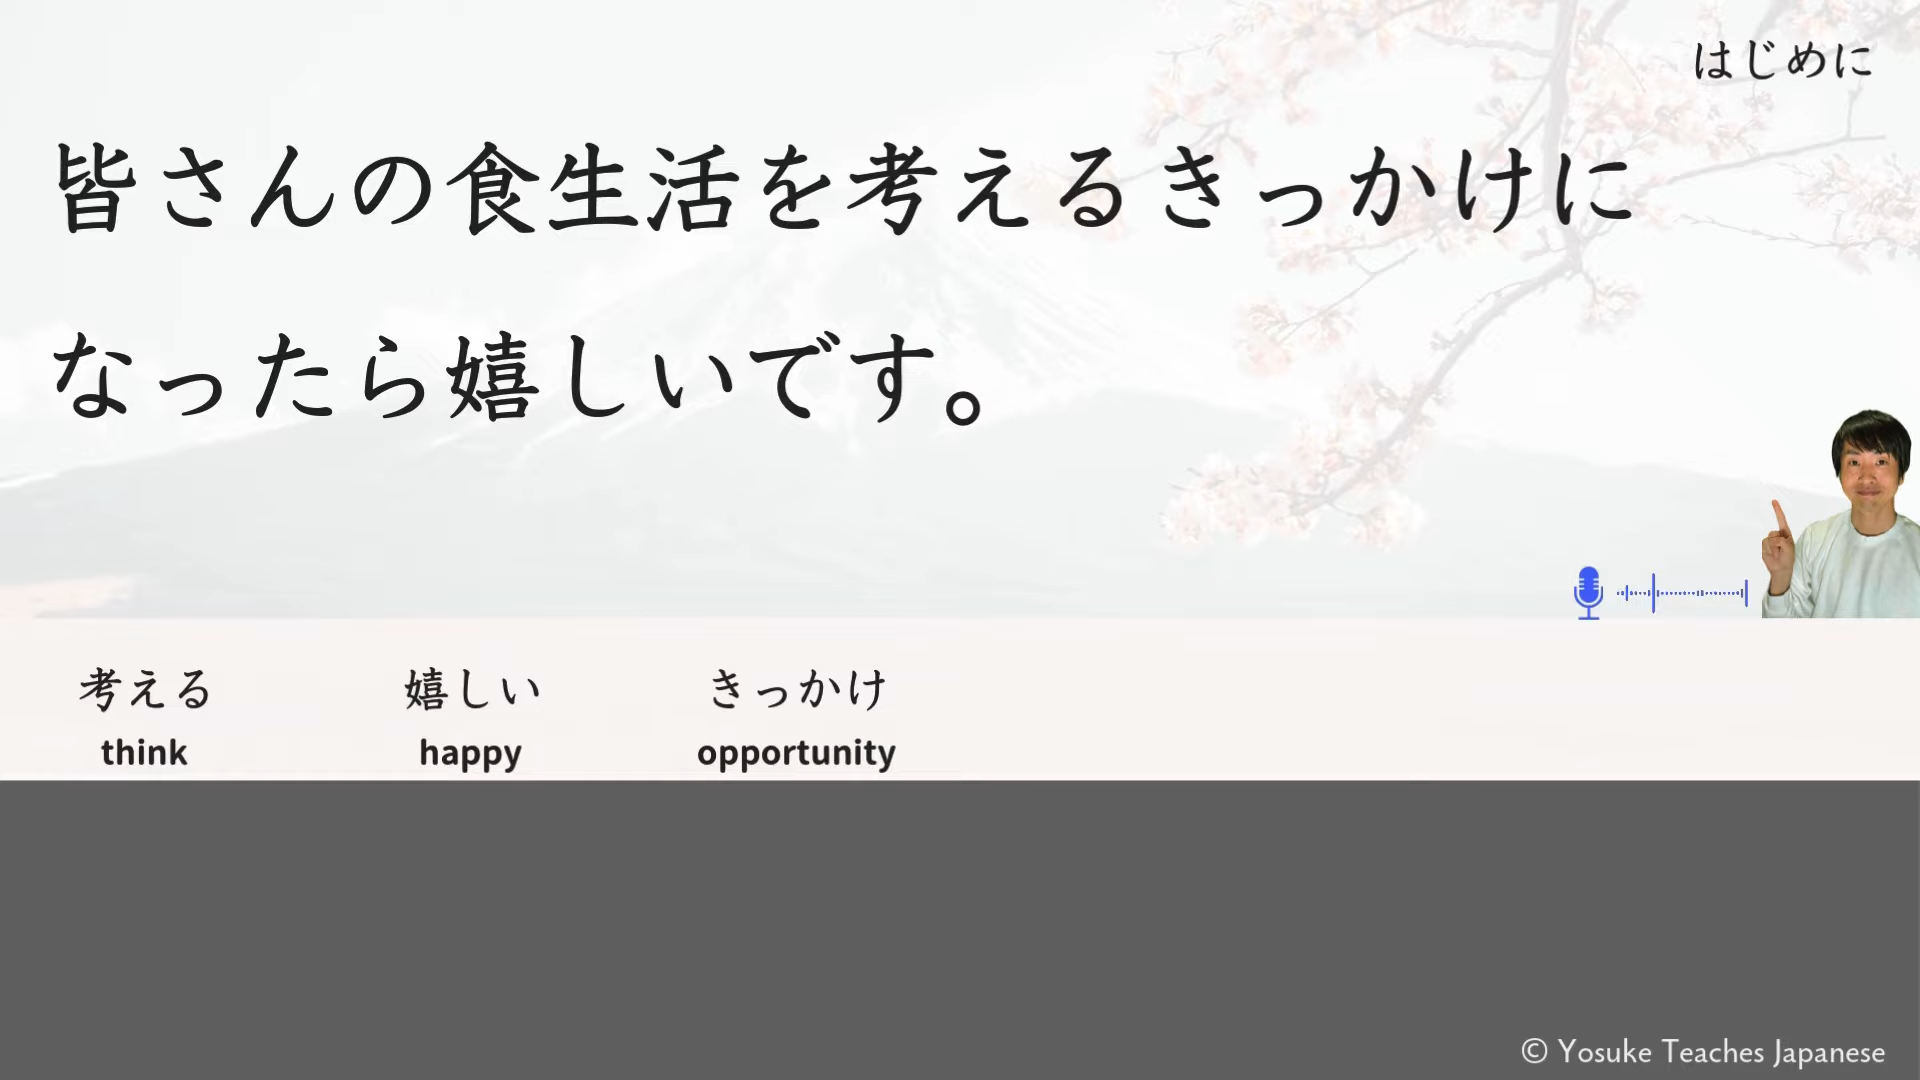 はじめに
皆さんの食生活を考えるきっかけに
なったら嬉しいです。
考える
think
嬉しい
happy
きっかけ
opportunity
© Yosuke Teaches Japanese